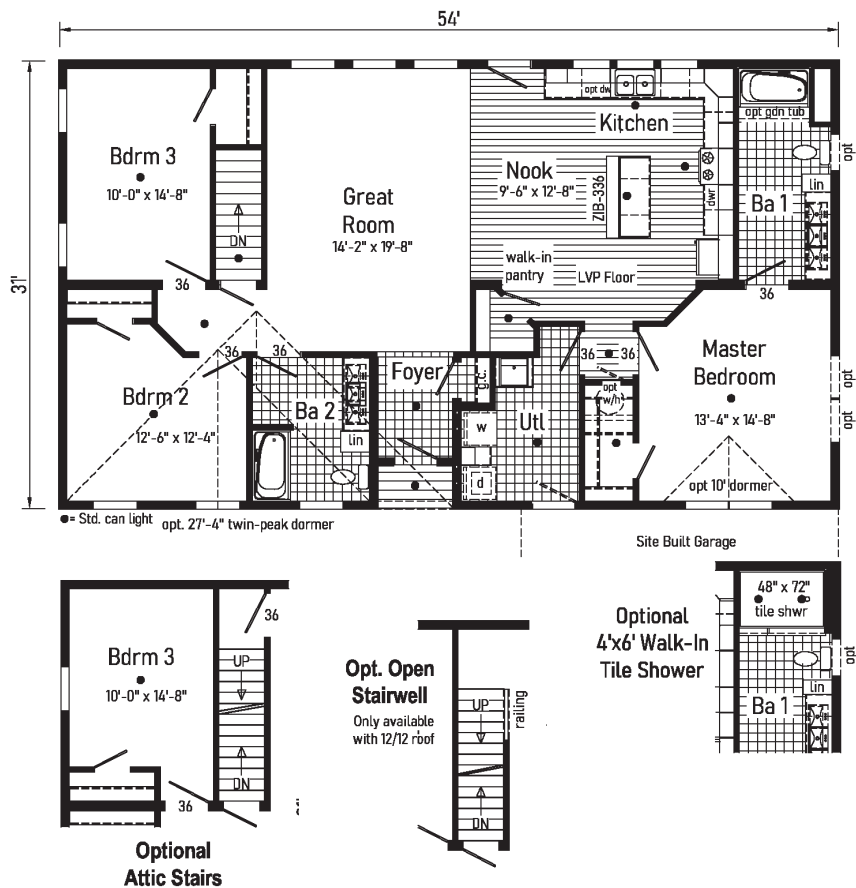 54'
31'
Bdrm 3
10'-0" x 14'-8"
DN
36
Great
Room
14'-2" x 19'-8"
opt dw
Kitchen
Nook
9'-6" x 12'-8"
ZIB-336
dwr
walk-in
pantry
LVP Floor
opt gdn tub
opt
lin
Ba 1
36
36
36
Bdrm 2
12'-6" x 12'-4"
Ba 2
lin
Foyer
g.c.
w
d
Utl
36
36
opt
w/h
Master
Bedroom
13'-4" x 14'-8"
opt
opt
opt 10' dormer
●= Std. can light
opt. 27'-4" twin-peak dormer
Site Built Garage
Bdrm 3
10'-0" x 14'-8"
36
UP
DN
36
Optional
Attic Stairs
Opt. Open
Stairwell
Only available
with 12/12 roof
UP
railing
DN
Optional
4'x6' Walk-In
Tile Shower
48" x 72"
tile shwr
opt
lin
Ba 1